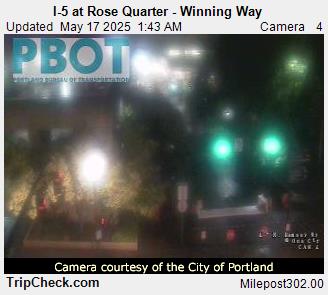 I-5 at Rose Quarter - Winning Way
Updated May 17 2025 1:43 AM Camera 4
PBOT
PORTLAND BUREAU OF TRANSPORTATION
Camera courtesy of the City of Portland
TripCheck.com Milepost302.00